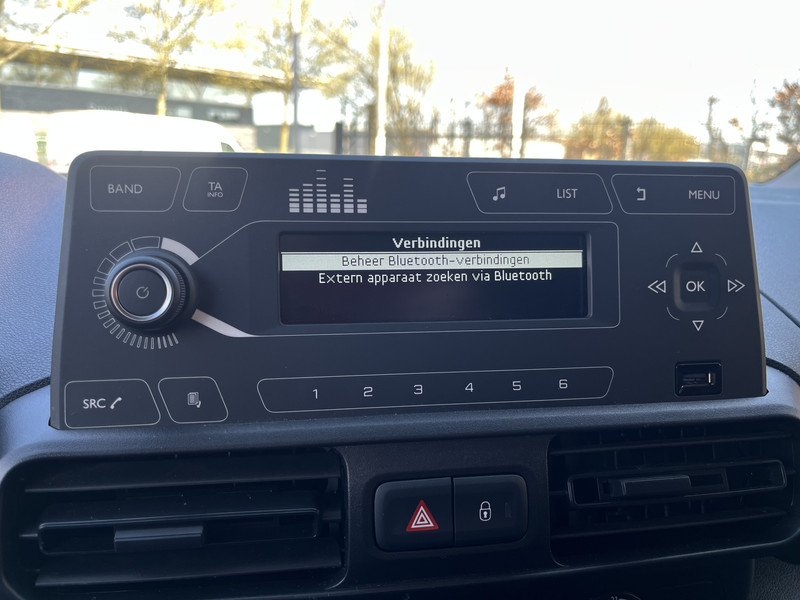 BAND
TA
INFO
LIST
MENU
Verbindingen
Beheer Bluetooth-verbindingen
Extern apparaat zoeken via Bluetooth
OK
SRC
1 2 3 4 5 6